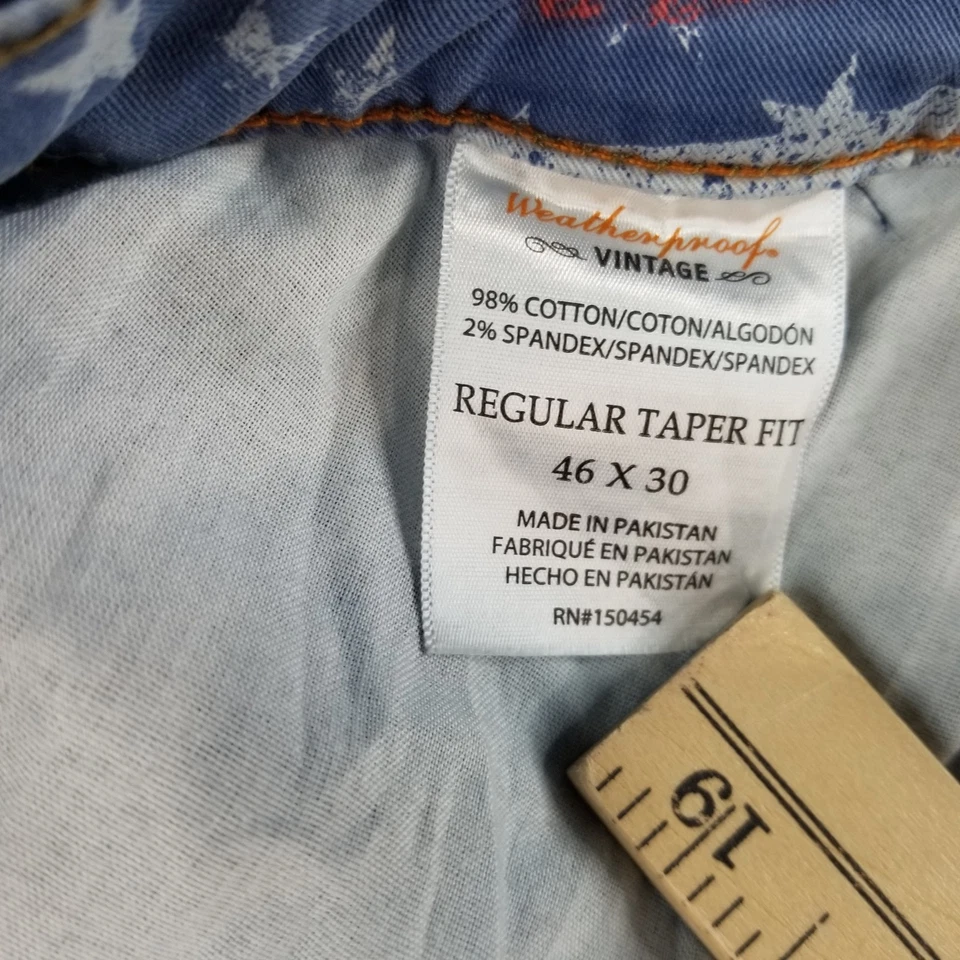 Weatherproof
VINTAGE
98% COTTON/COTON/ALGODÓN
2% SPANDEX/SPANDEX/SPANDEX
REGULAR TAPER FIT
46 X 30
MADE IN PAKISTAN
FABRIQUÉ EN PAKISTAN
HECHO EN PAKISTÁN
RN#150454
19